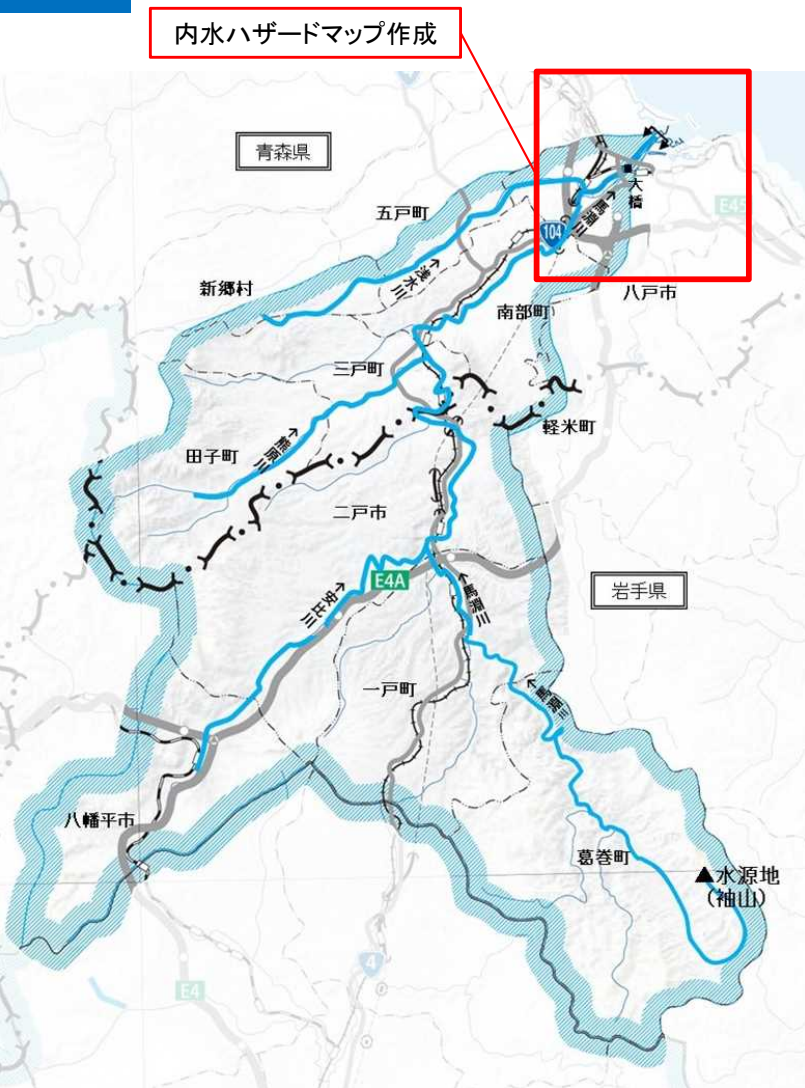 内水ハザードマップ作成
青森県
大橋
五戸町
馬淵川
E45
104
浅水川
新郷村
八戸市
南部町
三戸町
軽米町
熊原川
田子町
二戸市
E4A
安比川
馬淵川
岩手県
一戸町
馬淵川
八幡平市
葛巻町
▲水源地
(袖山)
4
E4